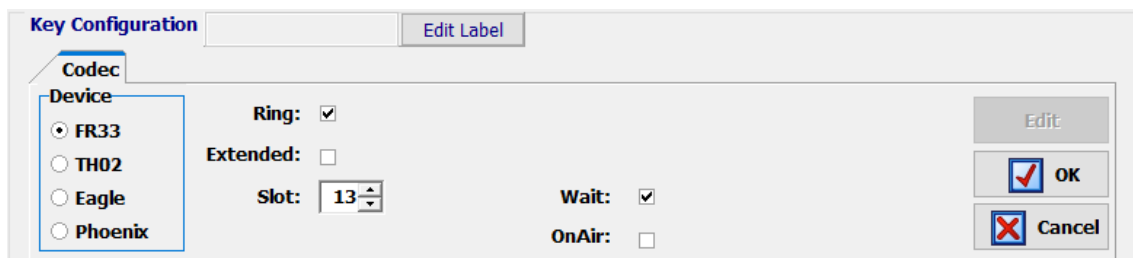 Key Configuration Edit Label
Codec
Device
FR33
TH02
Eagle
Phoenix
Ring:
Extended:
Slot: 13
Wait:
OnAir:
Edit
OK
Cancel